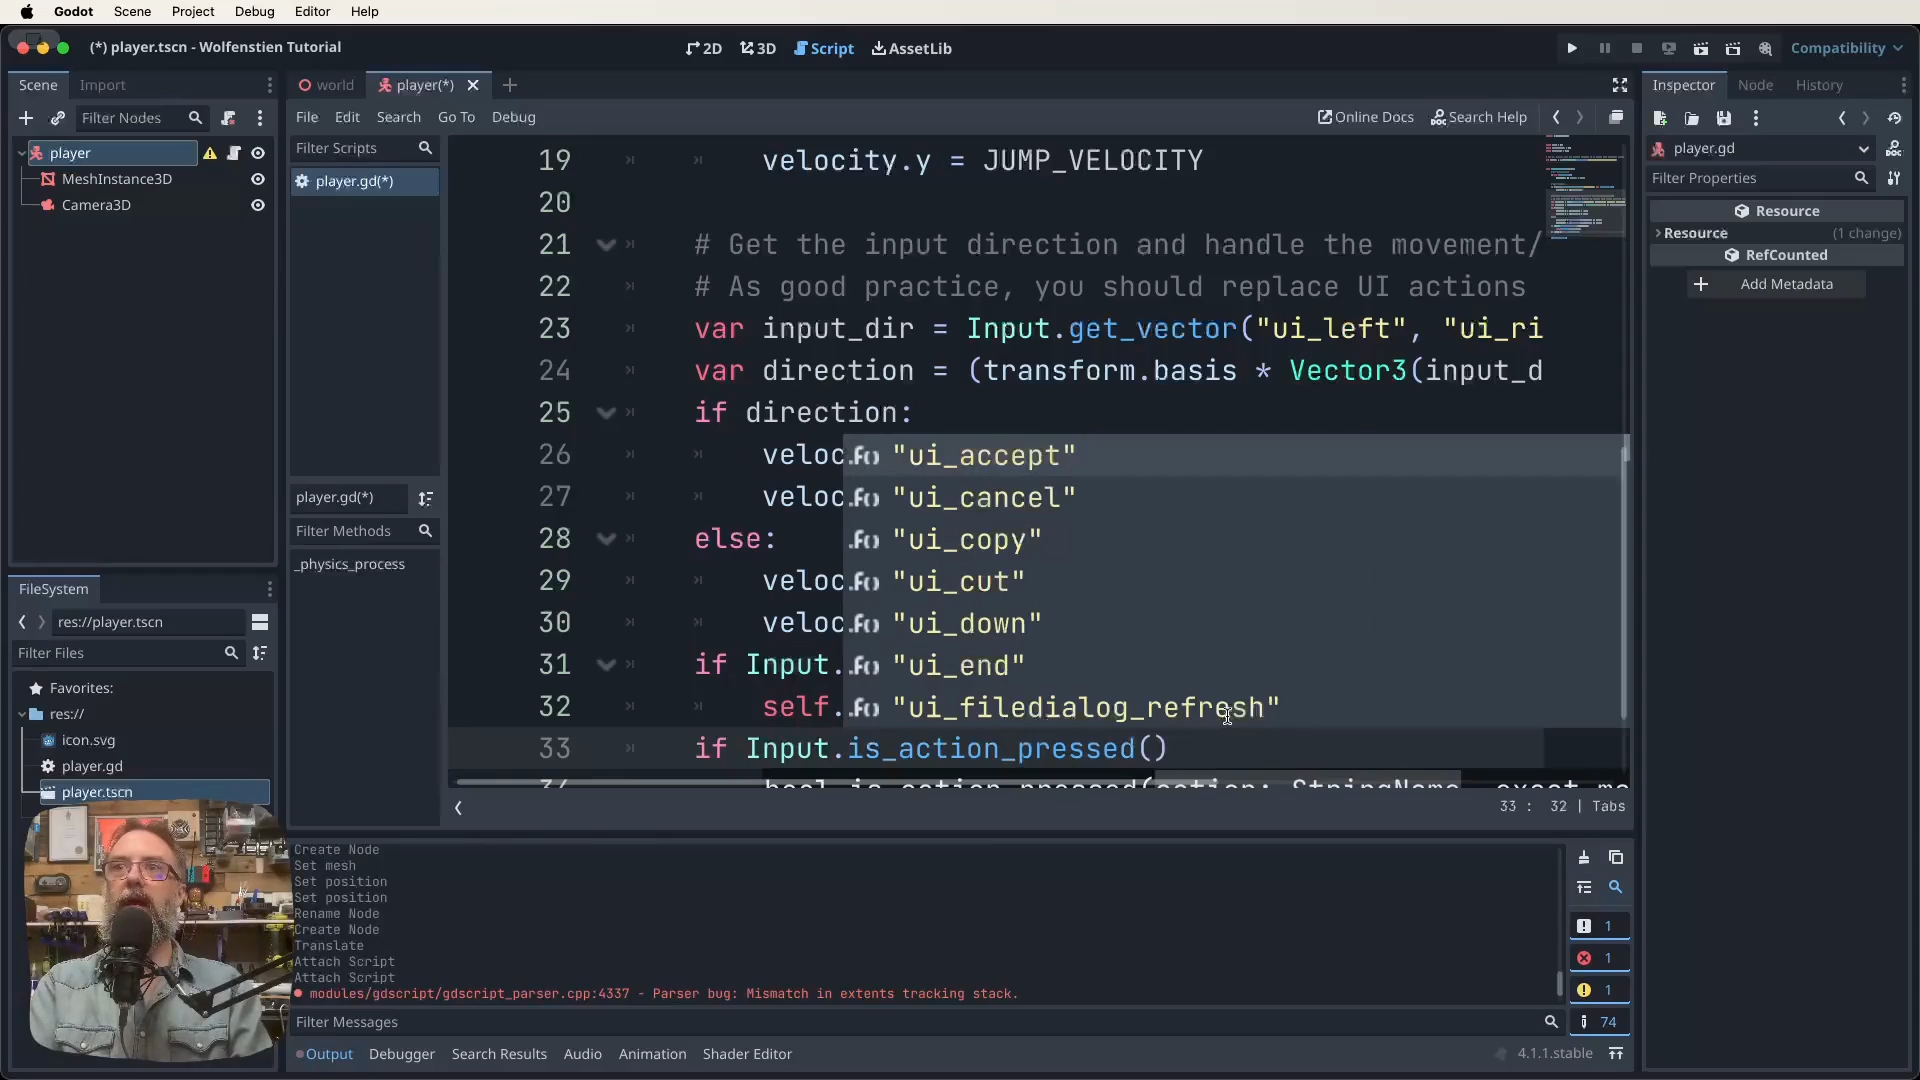 Godot Scene Project Debug Editor Help
(*) player.tscn - Wolfenstien Tutorial
2D 3D Script AssetLib
Compatibility
Scene Import
world player(*)
Inspector Node History
Filter Nodes
File Edit Search Go To Debug
Online Docs Search Help
player
MeshInstance3D
Camera3D
Filter Scripts
player.gd(*)
player.gd(*)
Filter Methods
_physics_process
19 velocity.y = JUMP_VELOCITY
20
21 # Get the input direction and handle the movement/
22 # As good practice, you should replace UI actions
23 var input_dir = Input.get_vector("ui_left", "ui_ri
24 var direction = (transform.basis * Vector3(input_d
25 if direction:
26 veloc
27 veloc
28 else:
29 veloc
30 veloc
31 if Input.
32 self.
33 if Input.is_action_pressed()
"ui_accept"
"ui_cancel"
"ui_copy"
"ui_cut"
"ui_down"
"ui_end"
"ui_filedialog_refresh"
33 : 32 | Tabs
player.gd
Filter Properties
Resource
Resource (1 change)
RefCounted
Add Metadata
FileSystem
res://player.tscn
Filter Files
Favorites:
res://
icon.svg
player.gd
player.tscn
Create Node
Set mesh
Set position
Set position
Rename Node
Create Node
Translate
Attach Script
Attach Script
modules/gdscript/gdscript_parser.cpp:4337 - Parser bug: Mismatch in extents tracking stack.
Filter Messages
1
1
1
74
Output Debugger Search Results Audio Animation Shader Editor
4.1.1.stable